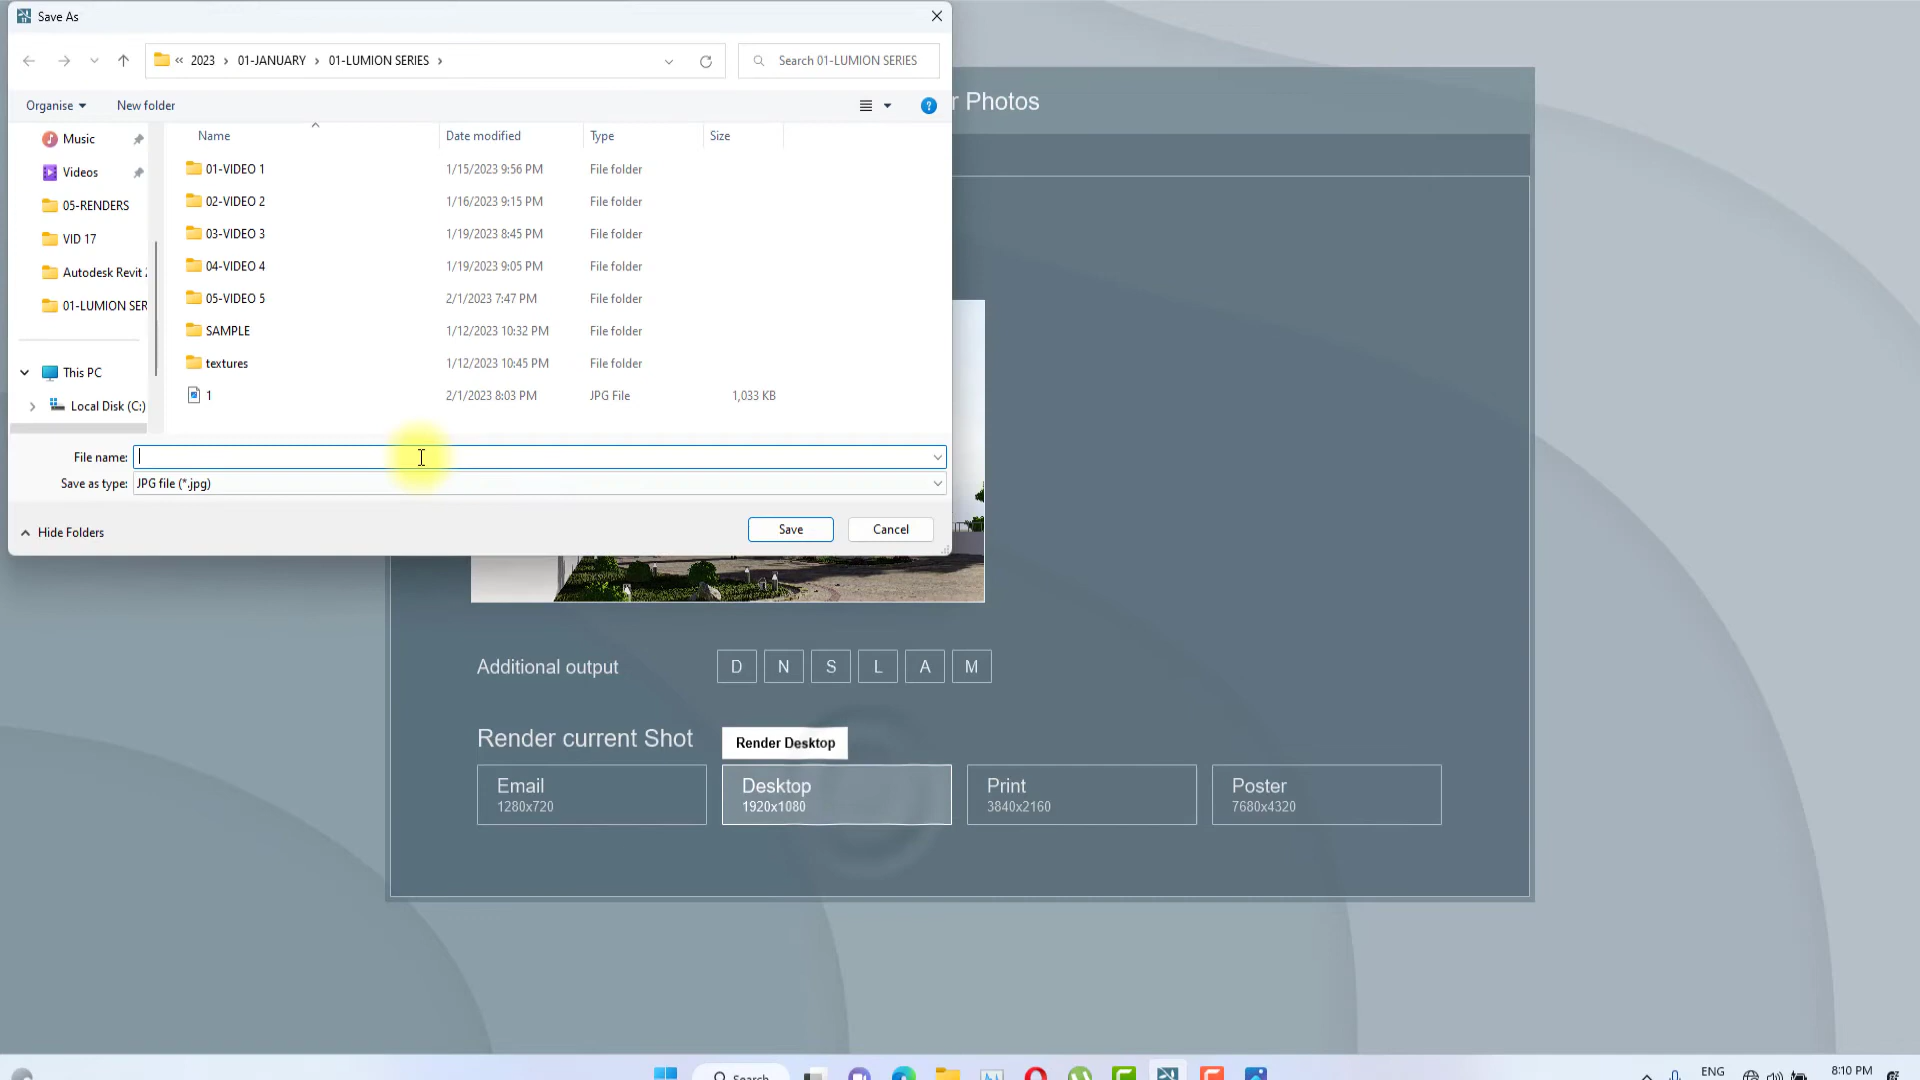 Save As
« 2023 › 01-JANUARY › 01-LUMION SERIES ›
Search 01-LUMION SERIES
Organise
New folder
?
Name
Date modified
Type
Size
Music
Videos
05-RENDERS
VID 17
Autodesk Revit
01-LUMION SER
This PC
Local Disk (C:)
01-VIDEO 1 1/15/2023 9:56 PM File folder
02-VIDEO 2 1/16/2023 9:15 PM File folder
03-VIDEO 3 1/19/2023 8:45 PM File folder
04-VIDEO 4 1/19/2023 9:05 PM File folder
05-VIDEO 5 2/1/2023 7:47 PM File folder
SAMPLE 1/12/2023 10:32 PM File folder
textures 1/12/2023 10:45 PM File folder
1 2/1/2023 8:03 PM JPG File 1,033 KB
File name:
Save as type: JPG file (*.jpg)
Hide Folders
Save
Cancel
r Photos
Additional output
D N S L A M
Render current Shot
Render Desktop
Email
1280x720
Desktop
1920x1080
Print
3840x2160
Poster
7680x4320
Search
ENG
8:10 PM